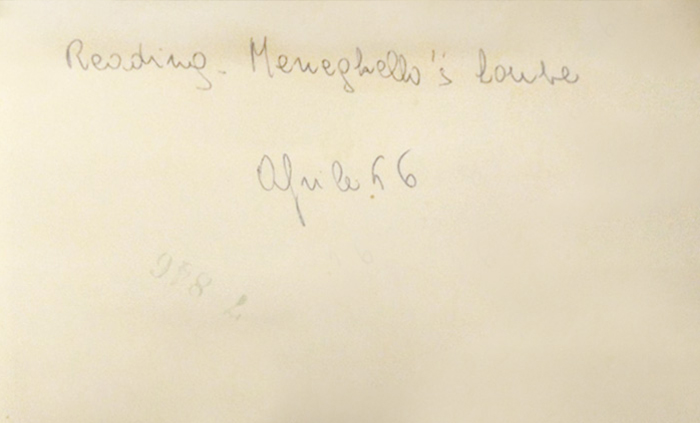 Reading - Meneghello's house
Aprile 56